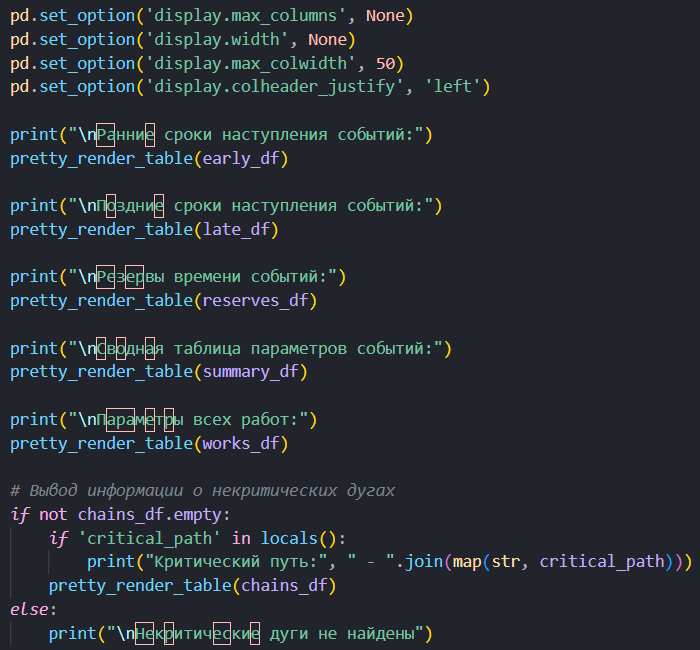 pd.set_option('display.max_columns', None)
pd.set_option('display.width', None)
pd.set_option('display.max_colwidth', 50)
pd.set_option('display.colheader_justify', 'left')

print("\nРанние сроки наступления событий:")
pretty_render_table(early_df)

print("\nПоздние сроки наступления событий:")
pretty_render_table(late_df)

print("\nРезервы времени событий:")
pretty_render_table(reserves_df)

print("\nСводная таблица параметров событий:")
pretty_render_table(summary_df)

print("\nПараметры всех работ:")
pretty_render_table(works_df)

# Вывод информации о некритических дугах
if not chains_df.empty:
    if 'critical_path' in locals():
        print("Критический путь:", " - ".join(map(str, critical_path)))
    pretty_render_table(chains_df)
else:
    print("\nНекритические дуги не найдены")